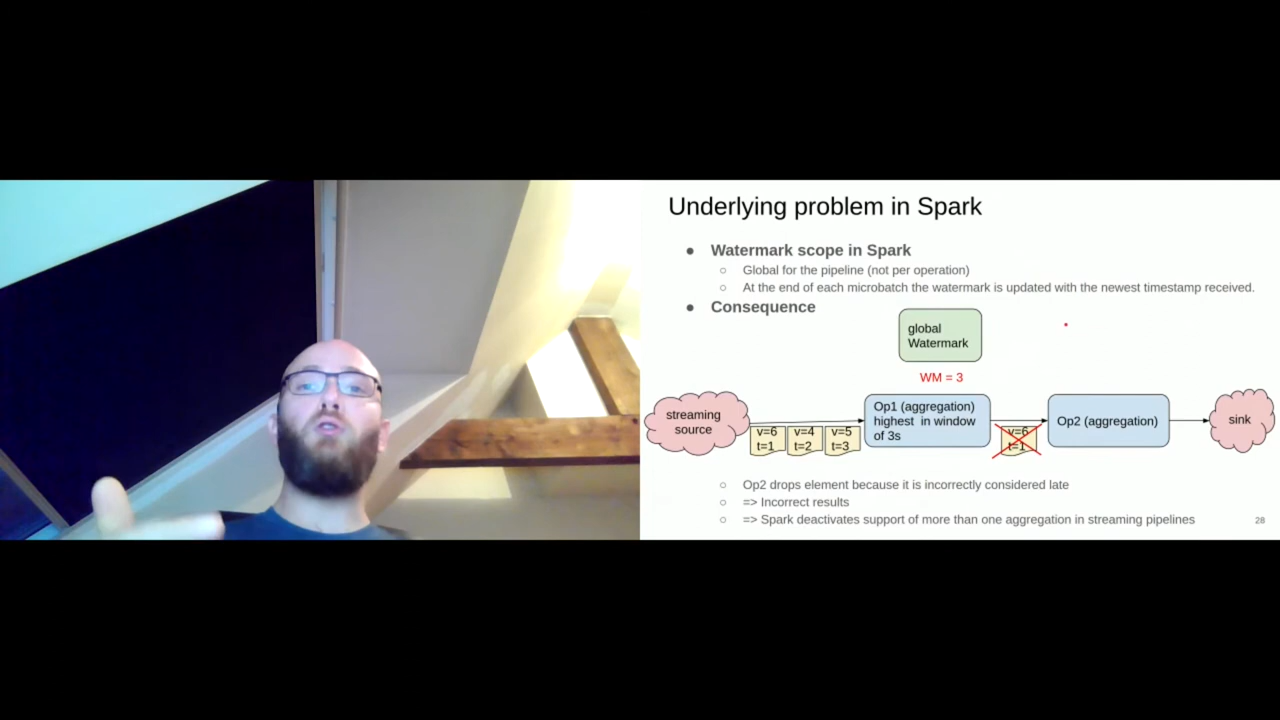 Underlying problem in Spark
● Watermark scope in Spark
○ Global for the pipeline (not per operation)
○ At the end of each microbatch the watermark is updated with the newest timestamp received.
● Consequence
global
Watermark
WM = 3
streaming
source
v=6
t=1
v=4
t=2
v=5
t=3
Op1 (aggregation)
highest in window
of 3s
v=6
t=1
Op2 (aggregation)
sink
○ Op2 drops element because it is incorrectly considered late
○ => Incorrect results
○ => Spark deactivates support of more than one aggregation in streaming pipelines
28